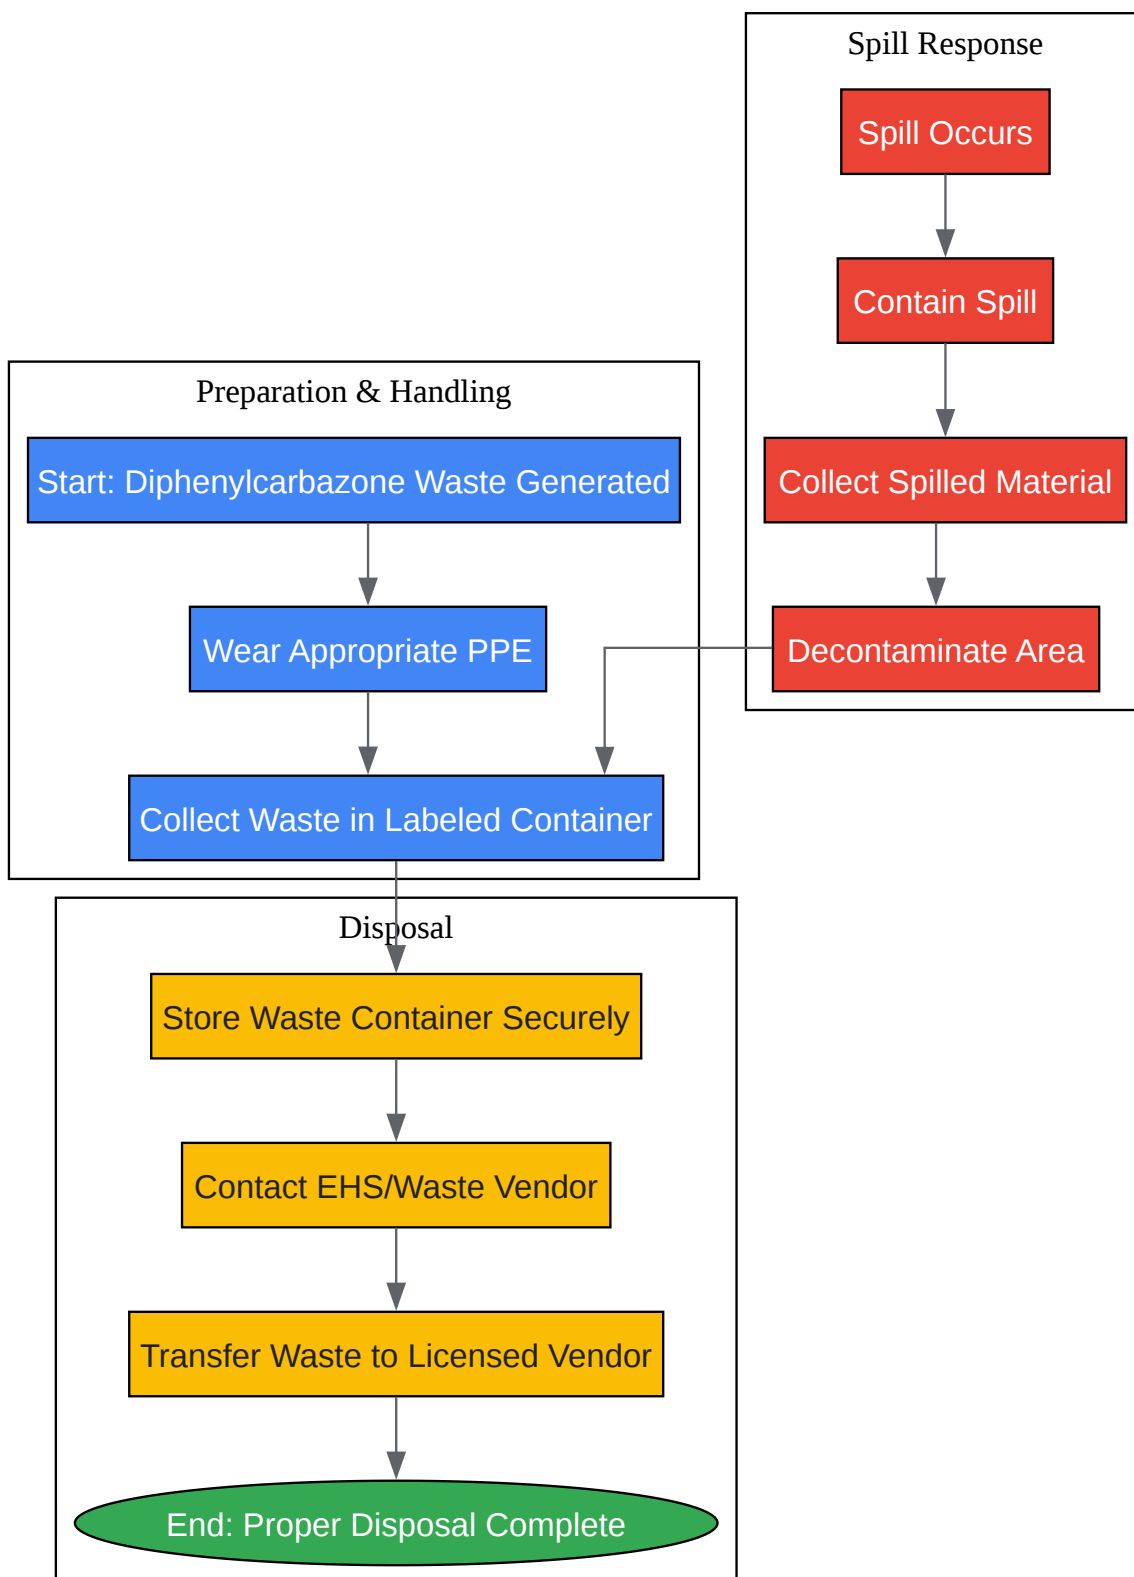 Spill Response
Spill Occurs
Contain Spill
Collect Spilled Material
Decontaminate Area
Preparation & Handling
Start: Diphenylcarbazone Waste Generated
Wear Appropriate PPE
Collect Waste in Labeled Container
Disposal
Store Waste Container Securely
Contact EHS/Waste Vendor
Transfer Waste to Licensed Vendor
End: Proper Disposal Complete